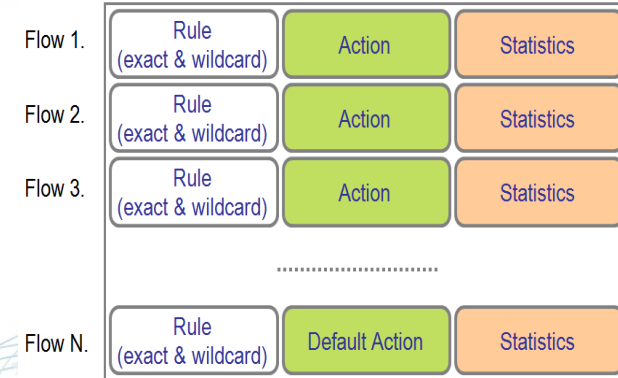 Flow 1.
Rule
(exact & wildcard)
Action
Statistics
Flow 2.
Rule
(exact & wildcard)
Action
Statistics
Flow 3.
Rule
(exact & wildcard)
Action
Statistics
Flow N.
Rule
(exact & wildcard)
Default Action
Statistics